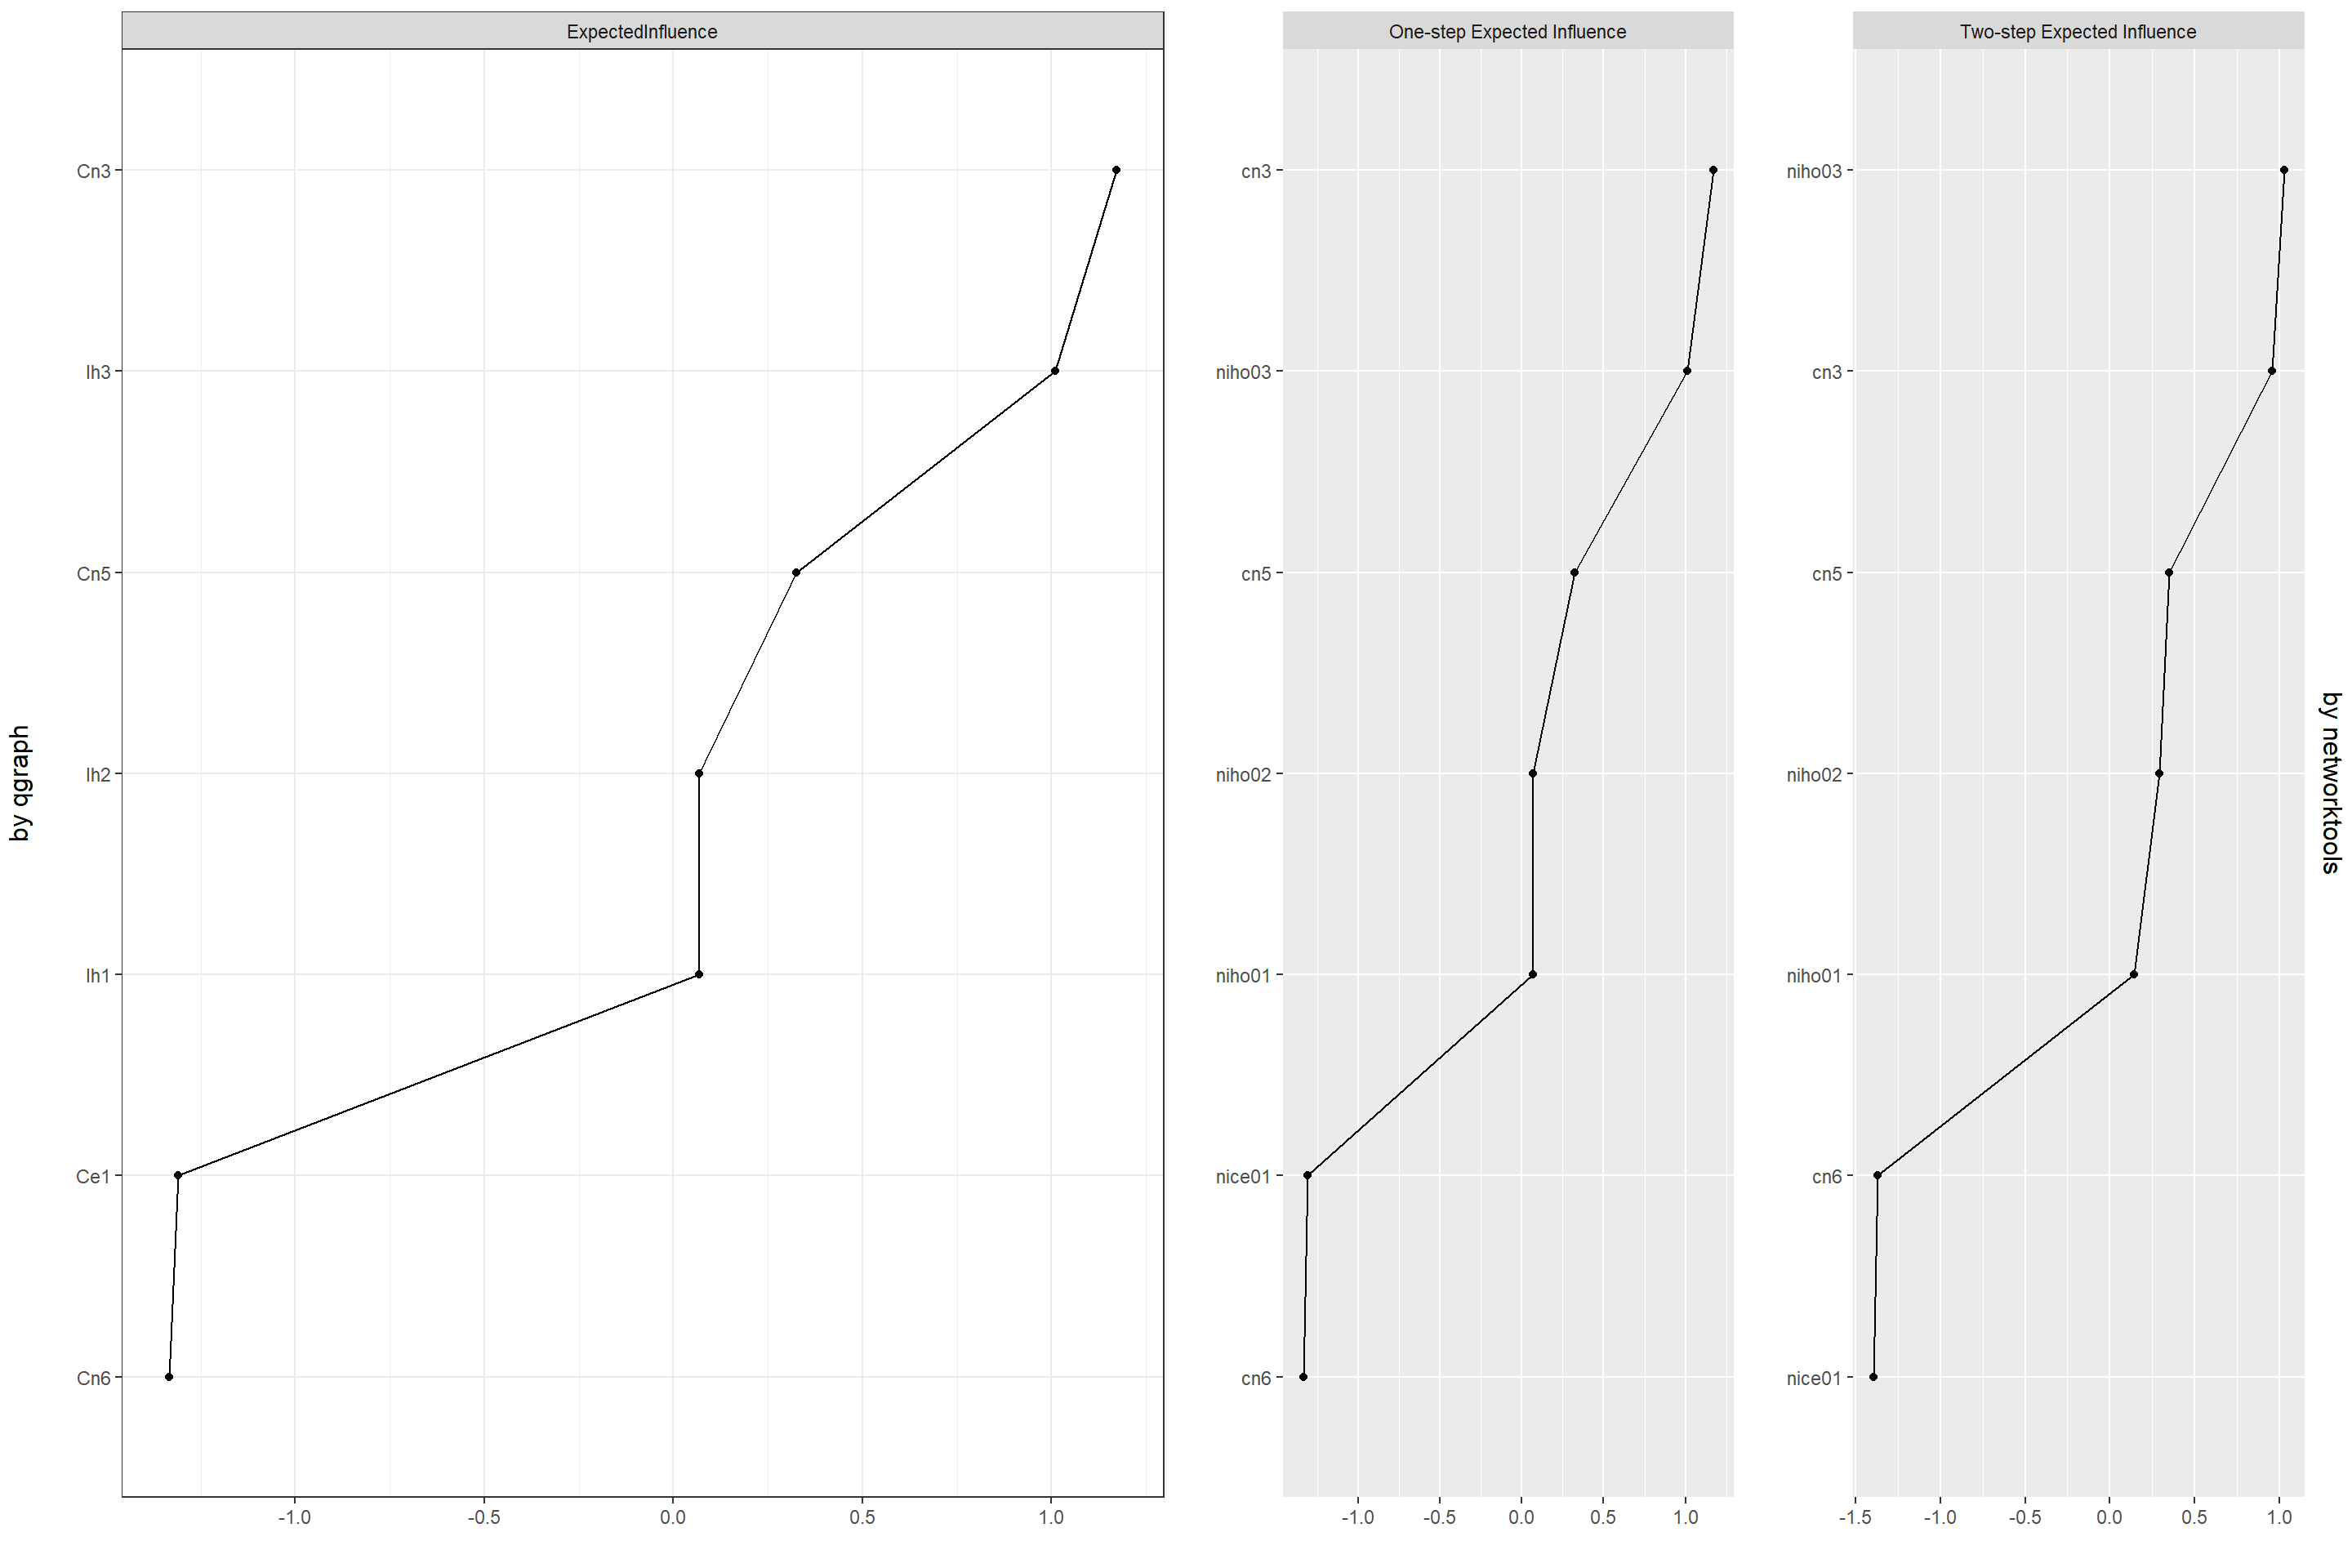 ExpectedInfluence
One-step Expected Influence
Two-step Expected Influence
by qgraph
Cn3
Ih3
Cn5
Ih2
Ih1
Ce1
Cn6
-1.0 -0.5 0.0 0.5 1.0
cn3
niho03
cn5
niho02
niho01
nice01
cn6
-1.0 -0.5 0.0 0.5 1.0
niho03
cn3
cn5
niho02
niho01
cn6
nice01
-1.5 -1.0 -0.5 0.0 0.5 1.0
by networktools